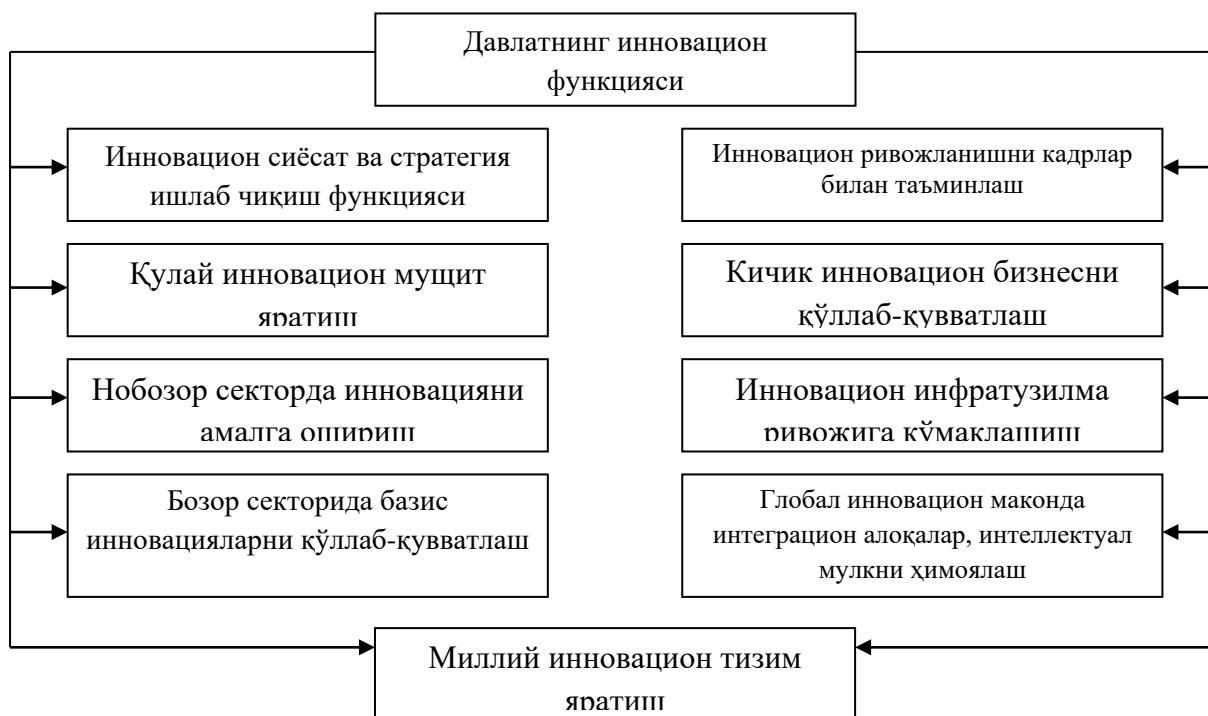 Давлатнинг инновацион
функцияси
Инновацион сиёсат ва стратегия
ишлаб чиқиш функцияси
Инновацион ривожланишни кадрлар
билан таъминлаш
Қулай инновацион мущит
яратиш
Кичик инновацион бизнесни
қўллаб-қувватлаш
Нобозор секторда инновацияни
амалга ошириш
Инновацион инфратузилма
ривожига кўмаклашиш
Бозор секторида базис
инновацияларни қўллаб-қувватлаш
Глобал инновацион маконда
интеграцион алоқалар, интеллектуал
мулкни ҳимоялаш
Миллий инновацион тизим
яратиш